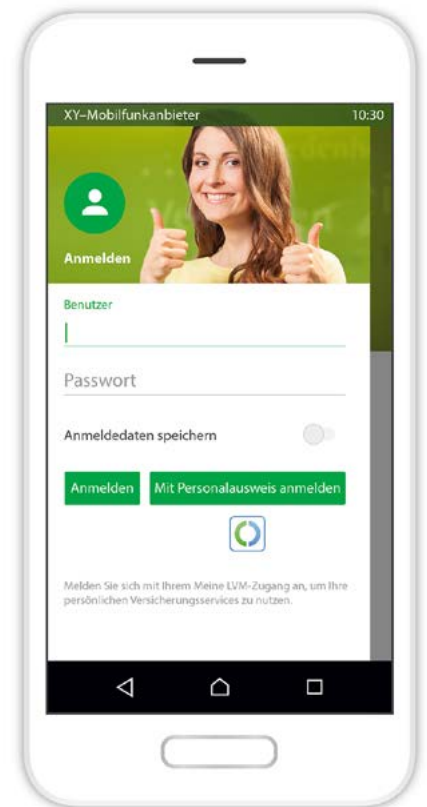 XY–Mobilfunkanbieter 10:30
Anmelden
Benutzer
Passwort
Anmeldedaten speichern
Anmelden Mit Personalausweis anmelden
Melden Sie sich mit Ihrem Meine LVM-Zugang an, um Ihre
persönlichen Versicherungsservices zu nutzen.